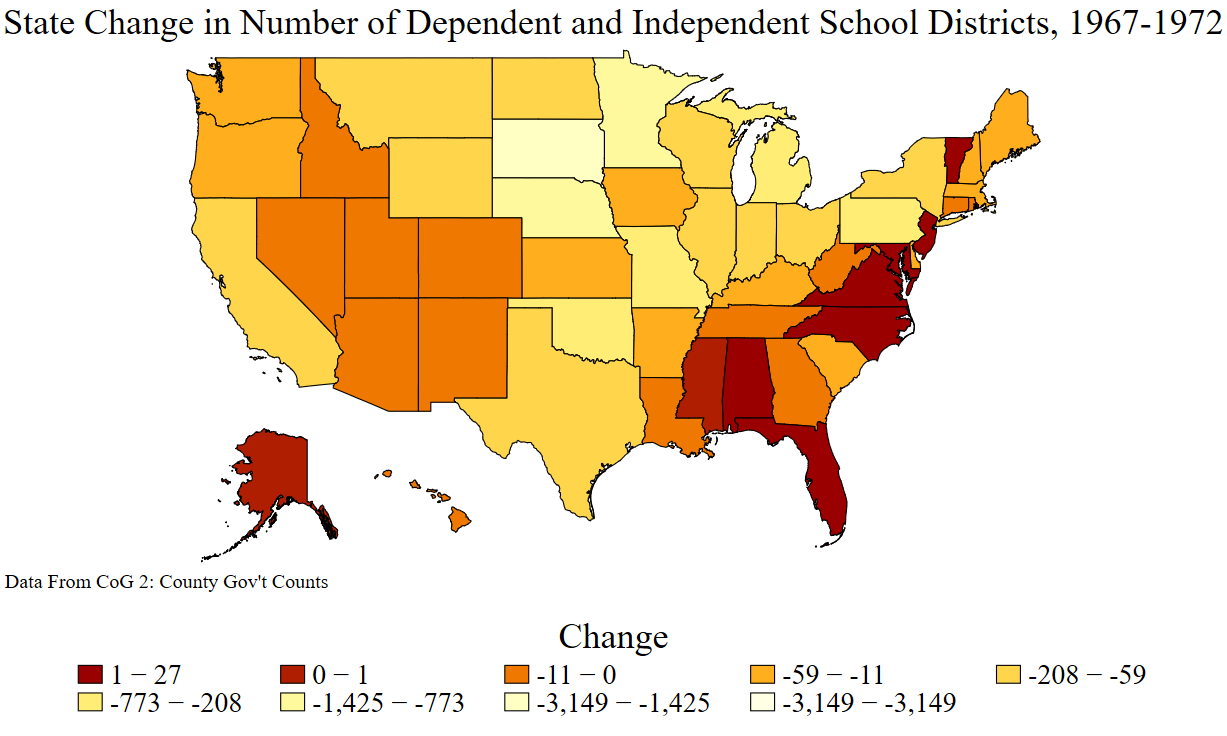 State Change in Number of Dependent and Independent School Districts, 1967-1972
Data From CoG 2: County Gov't Counts
Change
1 − 27 0 − 1 -11 − 0 -59 − -11 -208 − -59
-773 − -208 -1,425 − -773 -3,149 − -1,425 -3,149 − -3,149